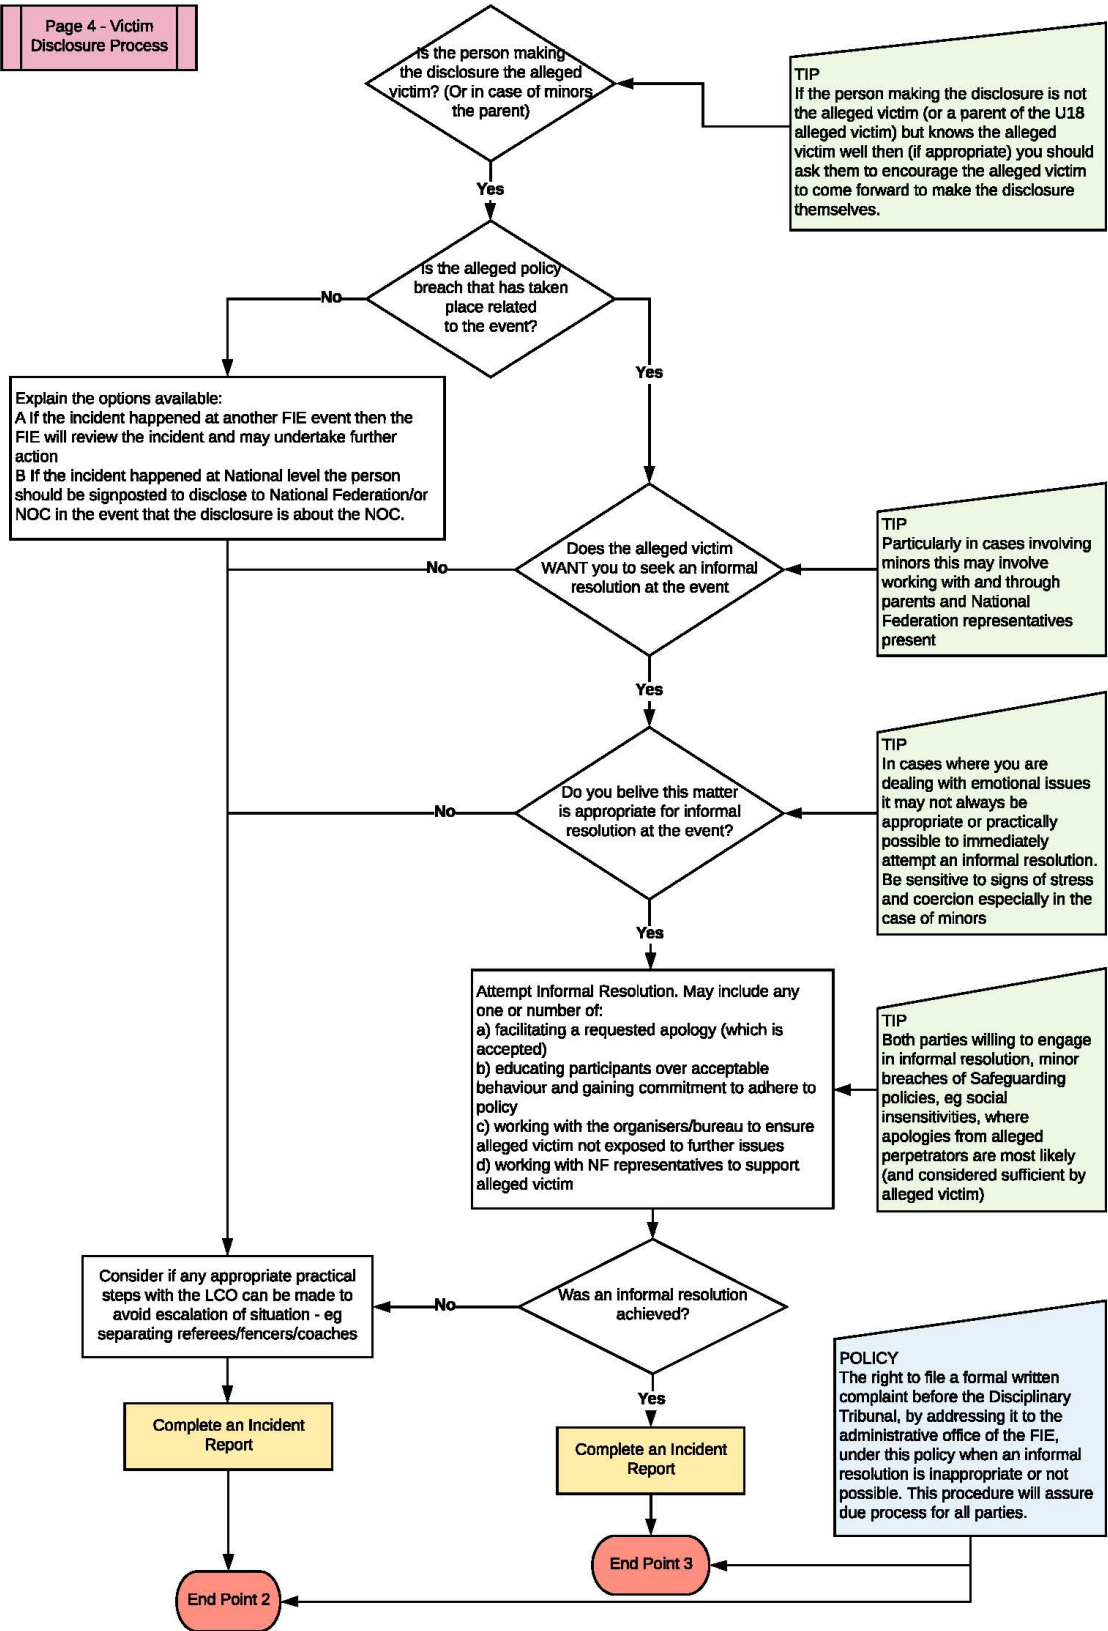 Page 4 - Victim
Disclosure Process
Is the person making
the disclosure the alleged
victim? (Or in case of minors
the parent)
TIP
If the person making the disclosure is not
the alleged victim (or a parent of the U18
alleged victim) but knows the alleged
victim well then (if appropriate) you should
ask them to encourage the alleged victim
to come forward to make the disclosure
themselves.
Yes
Is the alleged policy
breach that has taken
place related
to the event?
No
Yes
Explain the options available:
A If the incident happened at another FIE event then the
FIE will review the incident and may undertake further
action
B If the incident happened at National level the person
should be signposted to disclose to National Federation/or
NOC in the event that the disclosure is about the NOC.
Does the alleged victim
WANT you to seek an informal
resolution at the event
No
TIP
Particularly in cases involving
minors this may involve
working with and through
parents and National
Federation representatives
present
Yes
Do you belive this matter
is appropriate for informal
resolution at the event?
No
TIP
In cases where you are
dealing with emotional issues
it may not always be
appropriate or practically
possible to immediately
attempt an informal resolution.
Be sensitive to signs of stress
and coercion especially in the
case of minors
Yes
Attempt Informal Resolution. May include any
one or number of:
a) facilitating a requested apology (which is
accepted)
b) educating participants over acceptable
behaviour and gaining commitment to adhere to
policy
c) working with the organisers/bureau to ensure
alleged victim not exposed to further issues
d) working with NF representatives to support
alleged victim
TIP
Both parties willing to engage
in informal resolution, minor
breaches of Safeguarding
policies, eg social
insensitivities, where
apologies from alleged
perpetrators are most likely
(and considered sufficient by
alleged victim)
Consider if any appropriate practical
steps with the LCO can be made to
avoid escalation of situation - eg
separating referees/fencers/coaches
No
Was an informal resolution
achieved?
Yes
POLICY
The right to file a formal written
complaint before the Disciplinary
Tribunal, by addressing it to the
administrative office of the FIE,
under this policy when an informal
resolution is inappropriate or not
possible. This procedure will assure
due process for all parties.
Complete an Incident
Report
Complete an Incident
Report
End Point 3
End Point 2